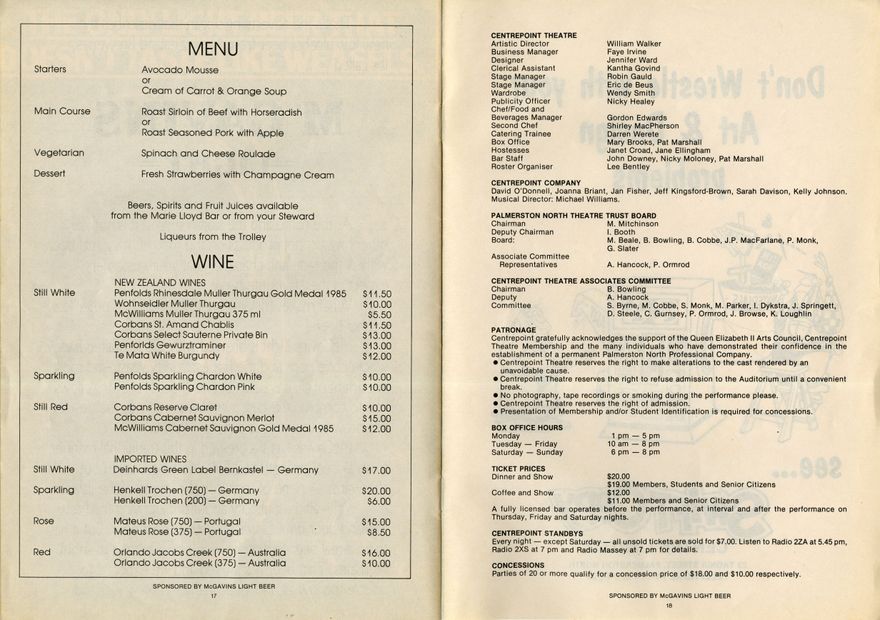 MENU
Starters Avocado Mousse
or
Cream of Carrot & Orange Soup
Main Course Roast Sirloin of Beef with Horseradish
or
Roast Seasoned Pork with Apple
Vegetarian Spinach and Cheese Roulade
Dessert Fresh Strawberries with Champagne Cream
Beers, Spirits and Fruit Juices available
from the Marie Lloyd Bar or from your Steward
Liqueurs from the Trolley
WINE
NEW ZEALAND WINES
Still White Penfolds Rhinesdale Muller Thurgau Gold Medal 1985 $11.50
Wohnseidler Muller Thurgau $10.00
McWilliams Muller Thurgau 375 ml $5.50
Corbans St. Amand Chablis $11.50
Corbans Select Sauterne Private Bin $13.00
Penforlds Gewurztraminer $13.00
Te Mata White Burgundy $12.00
Sparkling Penfolds Sparkling Chardon White $10.00
Penfolds Sparkling Chardon Pink $10.00
Still Red Corbans Reserve Claret $10.00
Corbans Cabernet Sauvignon Merlot $15.00
McWilliams Cabernet Sauvignon Gold Medal 1985 $12.00
IMPORTED WINES
Still White Deinhards Green Label Bernkastel — Germany $17.00
Sparkling Henkell Trochen (750) — Germany $20.00
Henkell Trochen (200) — Germany $6.00
Rose Mateus Rose (750) — Portugal $15.00
Mateus Rose (375) — Portugal $8.50
Red Orlando Jacobs Creek (750) — Australia $16.00
Orlando Jacobs Creek (375) — Australia $10.00
SPONSORED BY McGAVINS LIGHT BEER
17
CENTREPOINT THEATRE
Artistic Director William Walker
Business Manager Faye Irvine
Designer Jennifer Ward
Clerical Assistant Kantha Govind
Stage Manager Robin Gauld
Stage Manager Eric de Beus
Wardrobe Wendy Smith
Publicity Officer Nicky Healey
Chef/Food and
Beverages Manager Gordon Edwards
Second Chef Shirley MacPherson
Catering Trainee Darren Werete
Box Office Mary Brooks, Pat Marshall
Hostesses Janet Croad, Jane Ellingham
Bar Staff John Downey, Nicky Moloney, Pat Marshall
Roster Organiser Lee Bentley
CENTREPOINT COMPANY
David O'Donnell, Joanna Briant, Jan Fisher, Jeff Kingsford-Brown, Sarah Davison, Kelly Johnson.
Musical Director: Michael Williams.
PALMERSTON NORTH THEATRE TRUST BOARD
Chairman M. Mitchinson
Deputy Chairman I. Booth
Board: M. Beale, B. Bowling, B. Cobbe, J.P. MacFarlane, P. Monk,
G. Slater
Associate Committee
Representatives A. Hancock, P. Ormrod
CENTREPOINT THEATRE ASSOCIATES COMMITTEE
Chairman B. Bowling
Deputy A. Hancock
Committee S. Byrne, M. Cobbe, S. Monk, M. Parker, I. Dykstra, J. Springett,
D. Steele, C. Gurnsey, P. Ormrod, J. Browse, K. Loughlin
PATRONAGE
Centrepoint gratefully acknowledges the support of the Queen Elizabeth II Arts Council, Centrepoint
Theatre Membership and the many individuals who have demonstrated their confidence in the
establishment of a permanent Palmerston North Professional Company.
● Centrepoint Theatre reserves the right to make alterations to the cast rendered by an
unavoidable cause.
● Centrepoint Theatre reserves the right to refuse admission to the Auditorium until a convenient
break.
● No photography, tape recordings or smoking during the performance please.
● Centrepoint Theatre reserves the right of admission.
● Presentation of Membership and/or Student Identification is required for concessions.
BOX OFFICE HOURS
Monday 1 pm — 5 pm
Tuesday — Friday 10 am — 8 pm
Saturday — Sunday 6 pm — 8 pm
TICKET PRICES
Dinner and Show $20.00
$19.00 Members, Students and Senior Citizens
Coffee and Show $12.00
$11.00 Members and Senior Citizens
A fully licensed bar operates before the performance, at interval and after the performance on
Thursday, Friday and Saturday nights.
CENTREPOINT STANDBYS
Every night — except Saturday — all unsold tickets are sold for $7.00. Listen to Radio 2ZA at 5.45 pm,
Radio 2XS at 7 pm and Radio Massey at 7 pm for details.
CONCESSIONS
Parties of 20 or more qualify for a concession price of $18.00 and $10.00 respectively.
SPONSORED BY McGAVINS LIGHT BEER
18